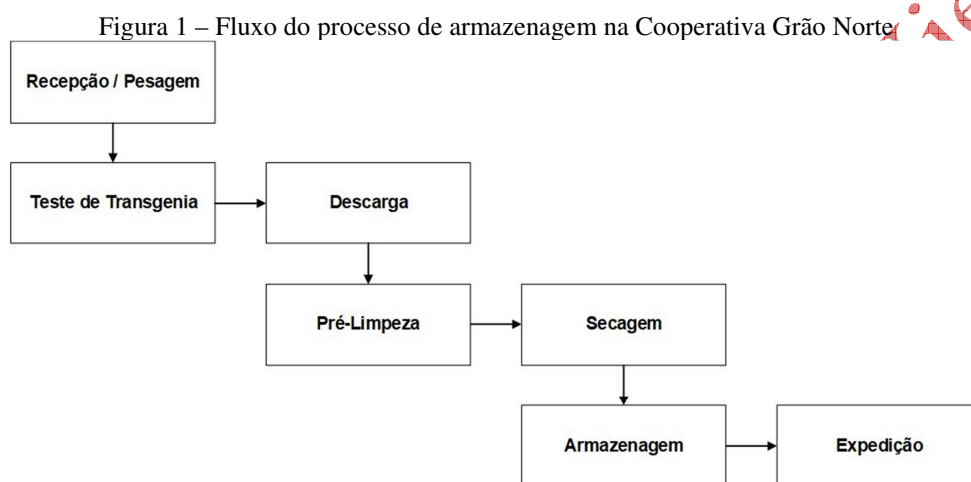 Figura 1 – Fluxo do processo de armazenagem na Cooperativa Grão Norte
Recepção / Pesagem
Teste de Transgenia
Descarga
Pré-Limpeza
Secagem
Armazenagem
Expedição